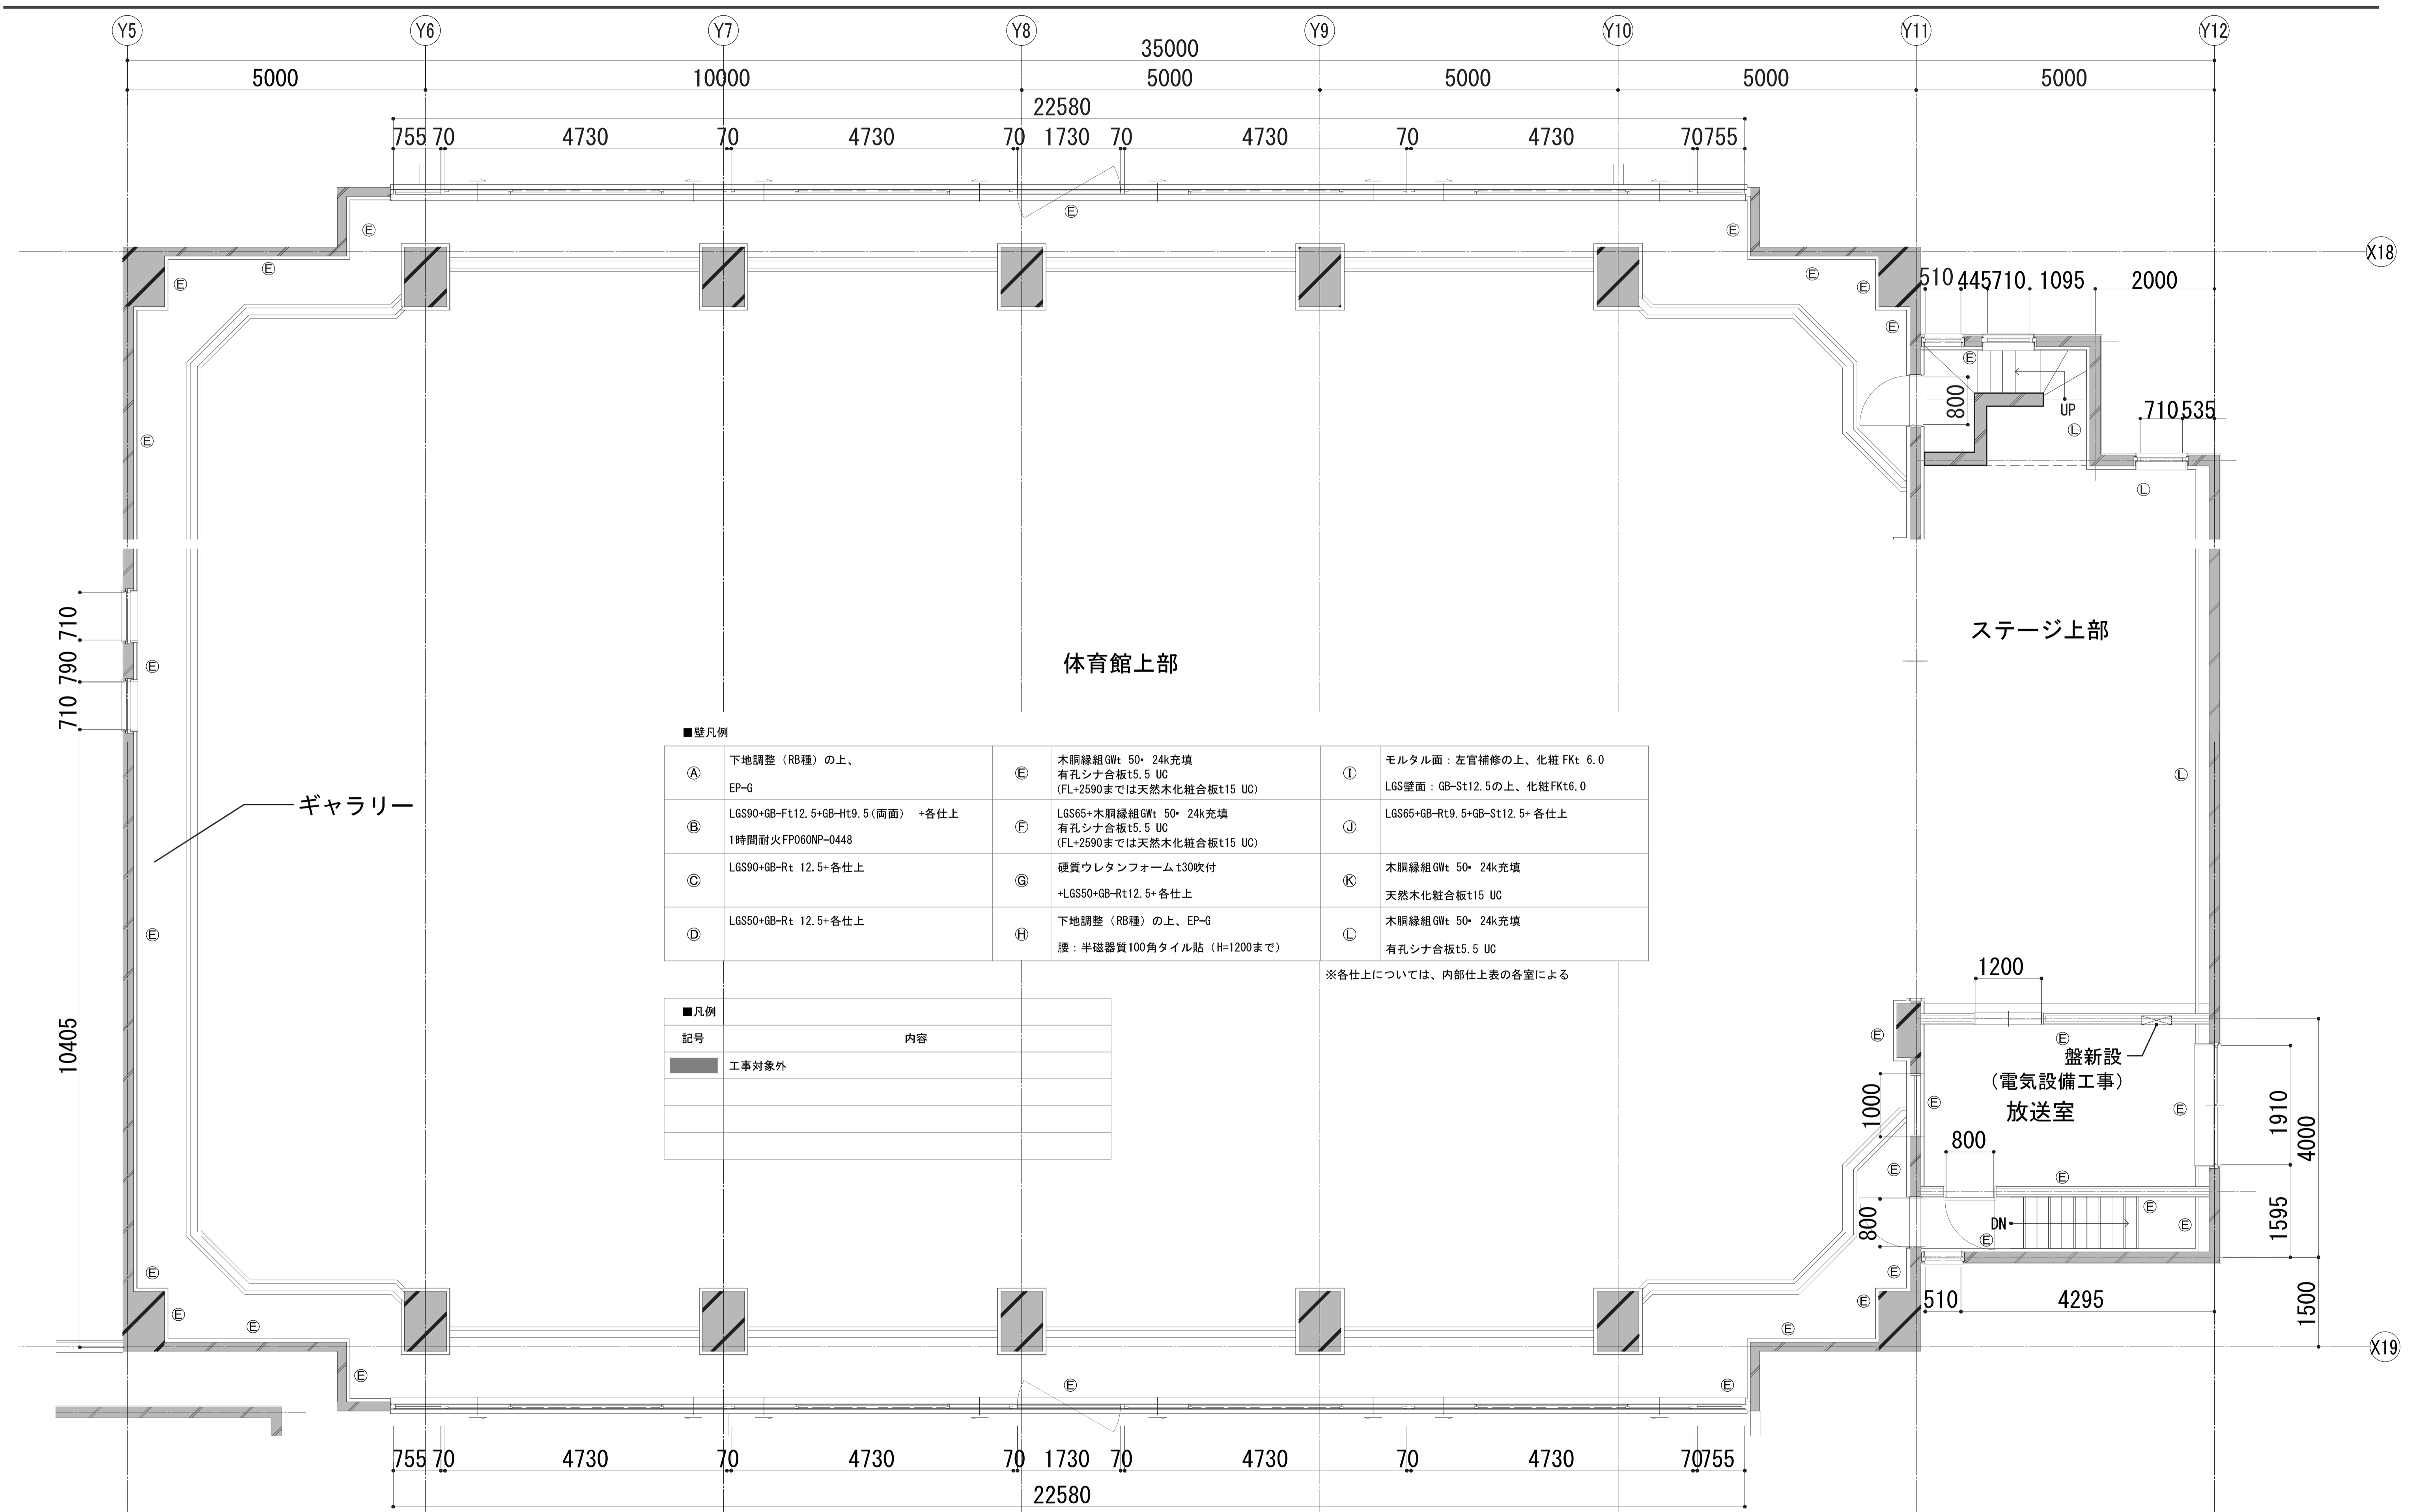 Y5 Y6 Y7 Y8 Y9 Y10 Y11 Y12
35000
5000 10000 5000 5000 5000 5000
22580
755 70 4730 70 4730 70 1730 70 4730 70 4730 70 755
Ⓔ
Ⓔ Ⓔ
X18
Ⓔ Ⓔ
Ⓔ Ⓔ
510 445 710 1095 2000
Ⓔ
Ⓔ
800
UP
710 535
Ⓔ
Ⓛ
Ⓛ
710
790
710
Ⓔ
ステージ上部
体育館上部
ギャラリー
Ⓛ
■壁凡例
Ⓐ 下地調整（RB種）の上、
EP-G
Ⓔ 木胴縁組GWt 50・ 24k充填
有孔シナ合板t5.5 UC
(FL+2590までは天然木化粧合板t15 UC)
Ⓘ モルタル面：左官補修の上、化粧 FKt 6.0
LGS壁面：GB-St12.5の上、化粧FKt6.0
Ⓑ LGS90+GB-Ft12.5+GB-Ht9.5(両面) +各仕上
1時間耐火FP060NP-0448
Ⓕ LGS65+木胴縁組GWt 50・ 24k充填
有孔シナ合板t5.5 UC
(FL+2590までは天然木化粧合板t15 UC)
Ⓙ LGS65+GB-Rt9.5+GB-St12.5+各仕上
Ⓒ LGS90+GB-Rt 12.5+各仕上
Ⓖ 硬質ウレタンフォームt30吹付
+LGS50+GB-Rt12.5+各仕上
Ⓚ 木胴縁組GWt 50・ 24k充填
天然木化粧合板t15 UC
Ⓓ LGS50+GB-Rt 12.5+各仕上
Ⓗ 下地調整（RB種）の上、EP-G
腰：半磁器質100角タイル貼（H=1200まで）
Ⓛ 木胴縁組GWt 50・ 24k充填
有孔シナ合板t5.5 UC
※各仕上については、内部仕上表の各室による
■凡例
記号 内容
工事対象外
Ⓔ
10405
1200
Ⓔ Ⓔ
盤新設
（電気設備工事）
放送室
1000
Ⓔ Ⓔ
1910
4000
800
Ⓔ Ⓔ
Ⓔ
1595
800
DN
Ⓔ
Ⓔ
Ⓔ Ⓔ
Ⓔ Ⓔ
510 4295
1500
Ⓔ Ⓔ
X19
Ⓔ
Ⓔ Ⓔ
755 70 4730 70 4730 70 1730 70 4730 70 4730 70 755
22580